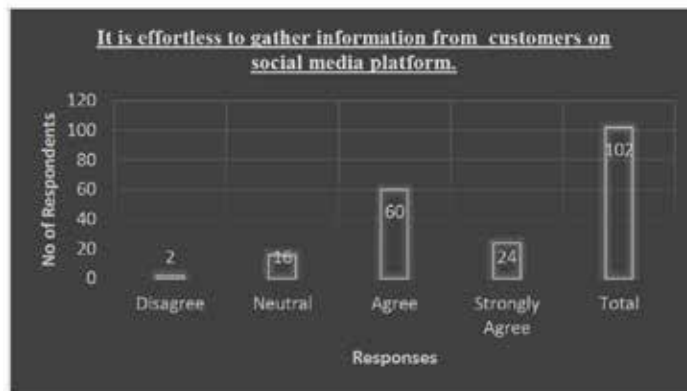 It is effortless to gather information from customers on
social media platform.
120
100
80
60
40
20
0
No of Respondents
2
16
60
24
102
Disagree
Neutral
Agree
Strongly
Agree
Total
Responses